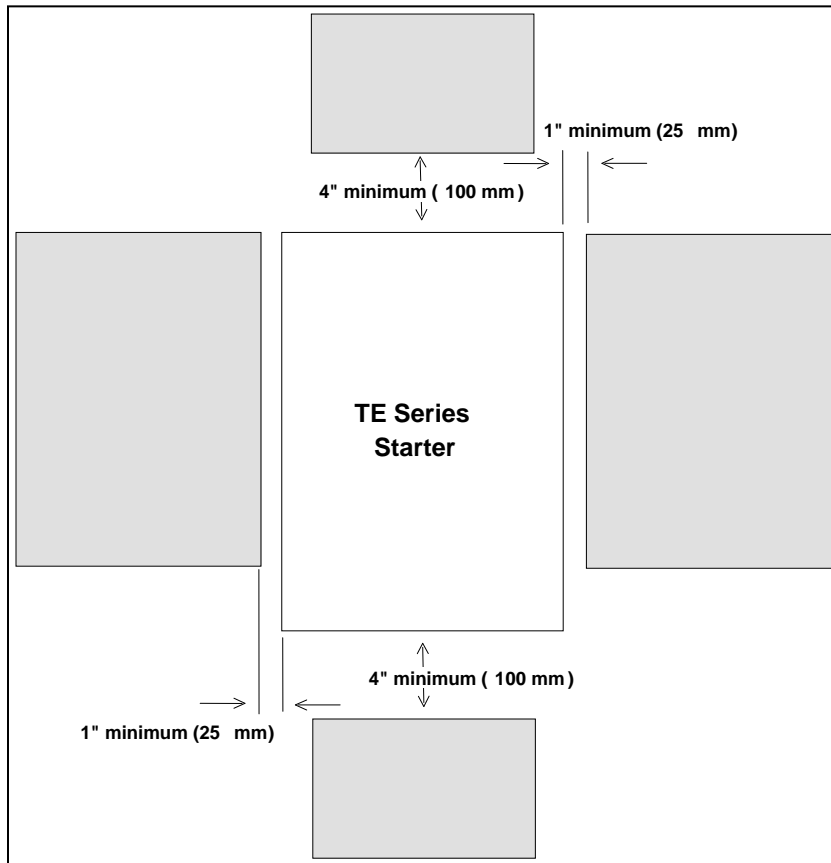 1" minimum (25 mm)
4" minimum ( 100 mm )
TE Series
Starter
4" minimum ( 100 mm )
1" minimum (25 mm)